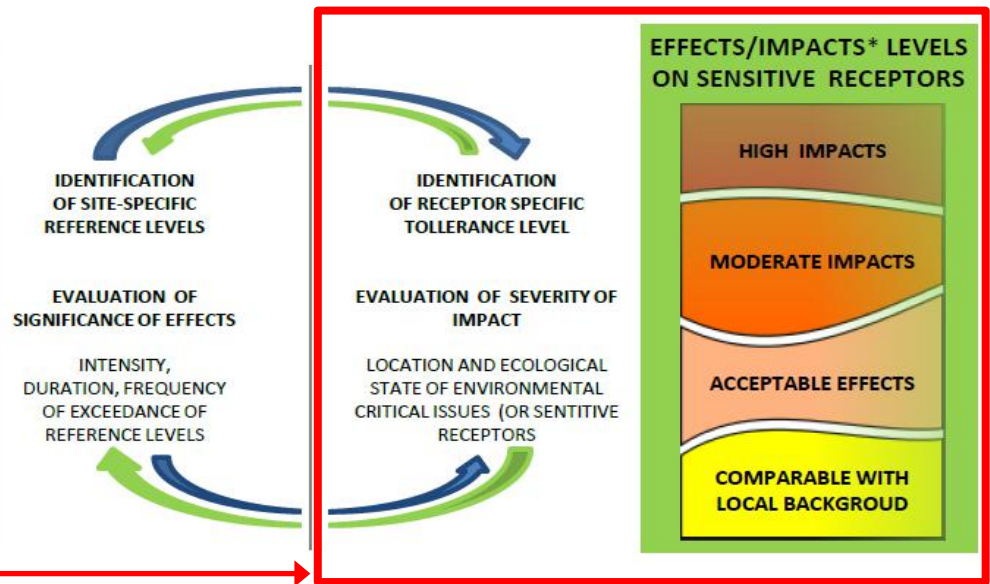 IDENTIFICATION
OF SITE-SPECIFIC
REFERENCE LEVELS
EVALUATION OF
SIGNIFICANCE OF EFFECTS
INTENSITY,
DURATION, FREQUENCY
OF EXCEEDANCE OF
REFERENCE LEVELS
IDENTIFICATION
OF RECEPTOR SPECIFIC
TOLLERANCE LEVEL
EVALUATION OF SEVERITY OF
IMPACT
LOCATION AND ECOLOGICAL
STATE OF ENVIRONMENTAL
CRITICAL ISSUES (OR SENTITIVE
RECEPTORS
EFFECTS/IMPACTS* LEVELS
ON SENSITIVE RECEPTORS
HIGH IMPACTS
MODERATE IMPACTS
ACCEPTABLE EFFECTS
COMPARABLE WITH
LOCAL BACKGROUD